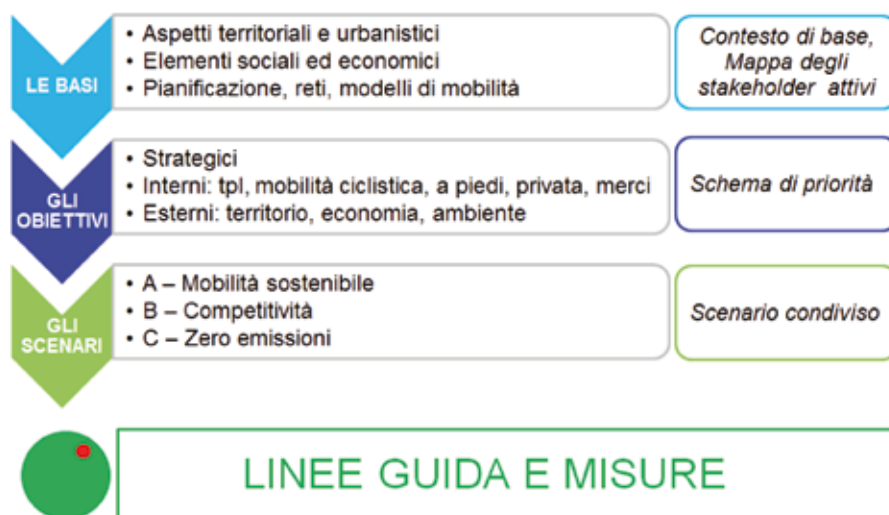 LE BASI
• Aspetti territoriali e urbanistici
• Elementi sociali ed economici
• Pianificazione, reti, modelli di mobilità
Contesto di base,
Mappa degli
stakeholder attivi
GLI
OBIETTIVI
• Strategici
• Interni: tpl, mobilità ciclistica, a piedi, privata, merci
• Esterni: territorio, economia, ambiente
Schema di priorità
GLI
SCENARI
• A – Mobilità sostenibile
• B – Competitività
• C – Zero emissioni
Scenario condiviso
LINEE GUIDA E MISURE